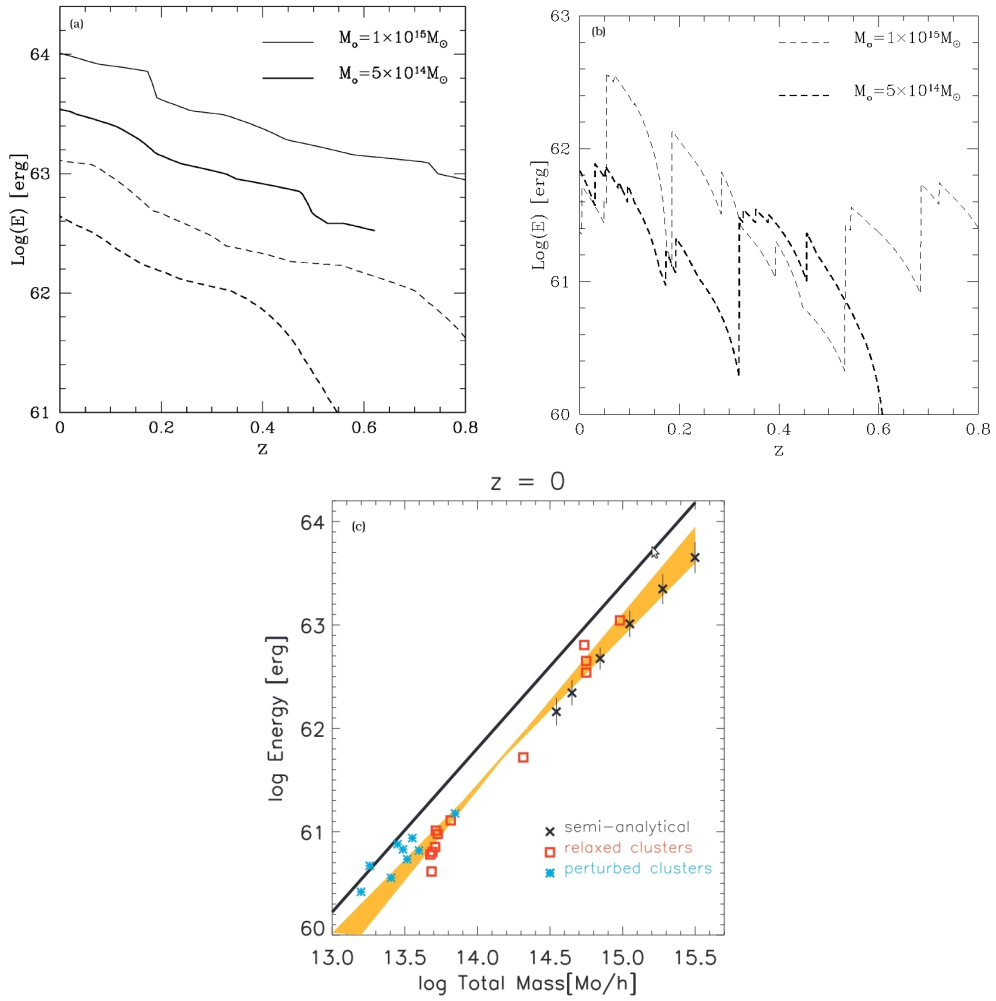 (a)
M₀=1×10¹⁵M⊙
M₀=5×10¹⁴M⊙
64
63
62
61
Log(E) [erg]
0 0.2 0.4 0.6 0.8
z
(b)
M₀=1×10¹⁵M⊙
M₀=5×10¹⁴M⊙
63
62
61
60
Log(E) [erg]
0 0.2 0.4 0.6 0.8
z
z = 0
(c)
64
63
62
61
60
log Energy [erg]
semi-analytical
relaxed clusters
perturbed clusters
13.0 13.5 14.0 14.5 15.0 15.5
log Total Mass[Mo/h]